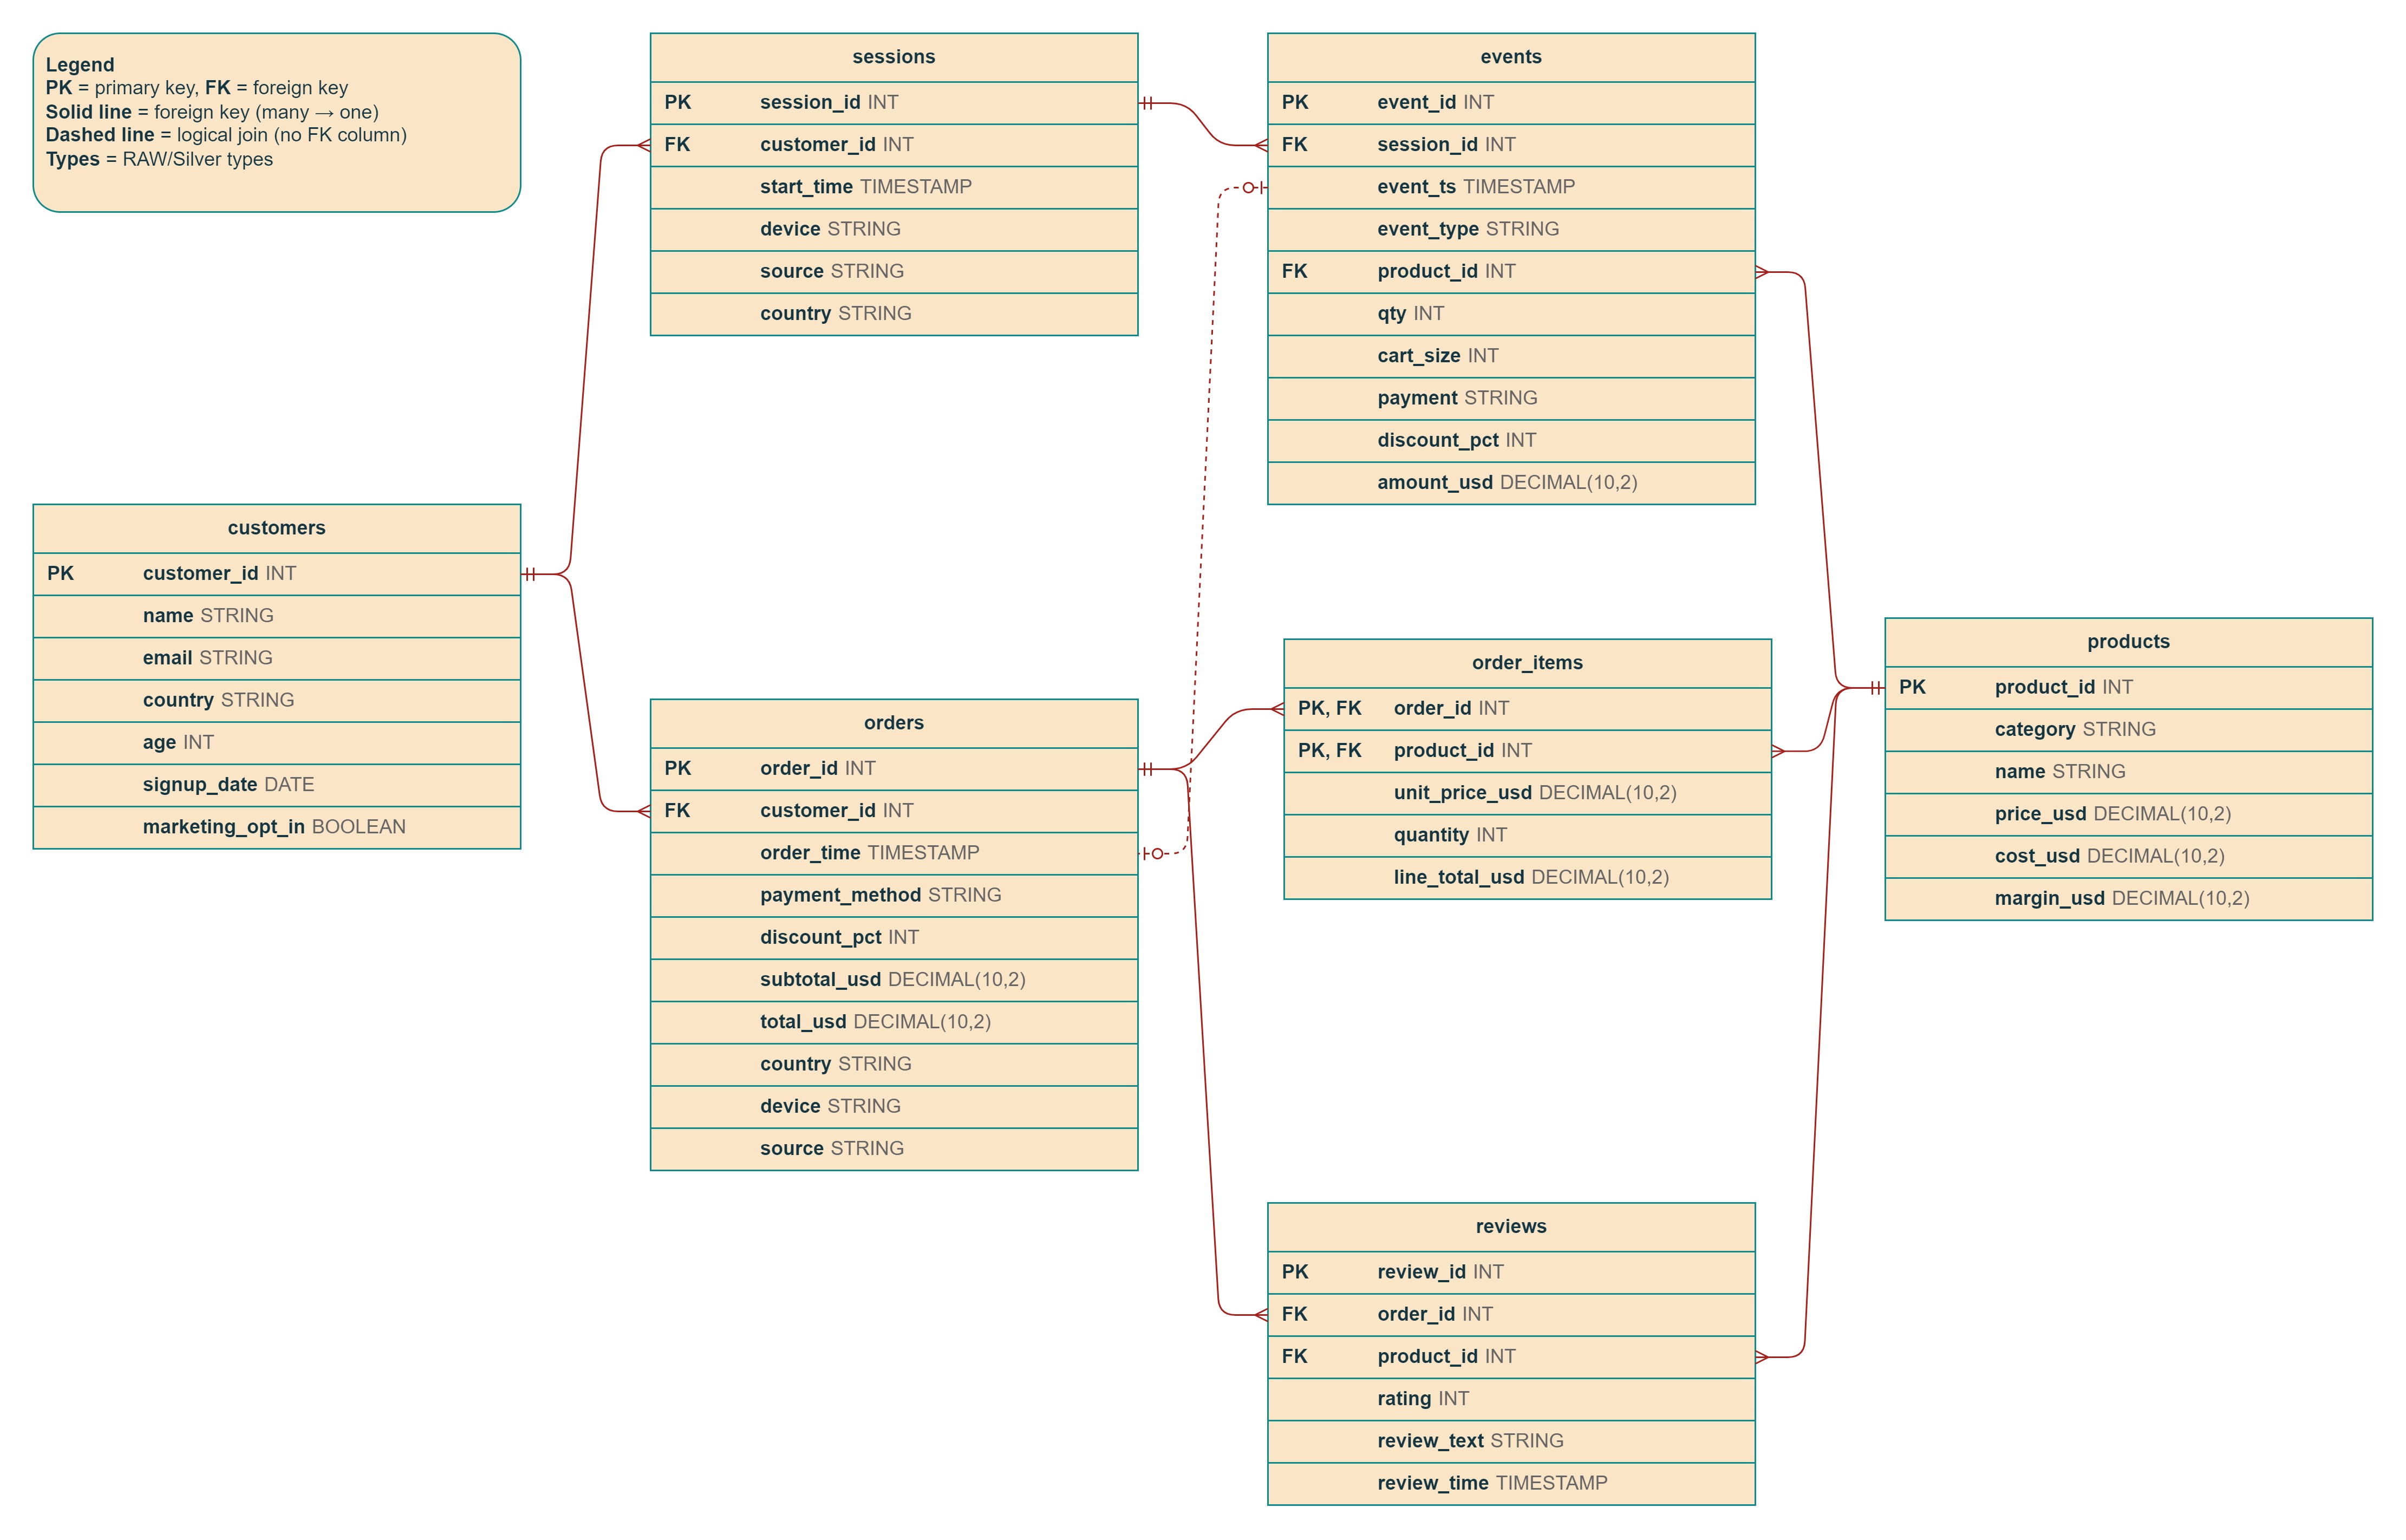 Legend
PK = primary key, FK = foreign key
Solid line = foreign key (many → one)
Dashed line = logical join (no FK column)
Types = RAW/Silver types
sessions
PK session_id INT
FK customer_id INT
start_time TIMESTAMP
device STRING
source STRING
country STRING
events
PK event_id INT
FK session_id INT
event_ts TIMESTAMP
event_type STRING
FK product_id INT
qty INT
cart_size INT
payment STRING
discount_pct INT
amount_usd DECIMAL(10,2)
customers
PK customer_id INT
name STRING
email STRING
country STRING
age INT
signup_date DATE
marketing_opt_in BOOLEAN
orders
PK order_id INT
FK customer_id INT
order_time TIMESTAMP
payment_method STRING
discount_pct INT
subtotal_usd DECIMAL(10,2)
total_usd DECIMAL(10,2)
country STRING
device STRING
source STRING
order_items
PK, FK order_id INT
PK, FK product_id INT
unit_price_usd DECIMAL(10,2)
quantity INT
line_total_usd DECIMAL(10,2)
products
PK product_id INT
category STRING
name STRING
price_usd DECIMAL(10,2)
cost_usd DECIMAL(10,2)
margin_usd DECIMAL(10,2)
reviews
PK review_id INT
FK order_id INT
FK product_id INT
rating INT
review_text STRING
review_time TIMESTAMP